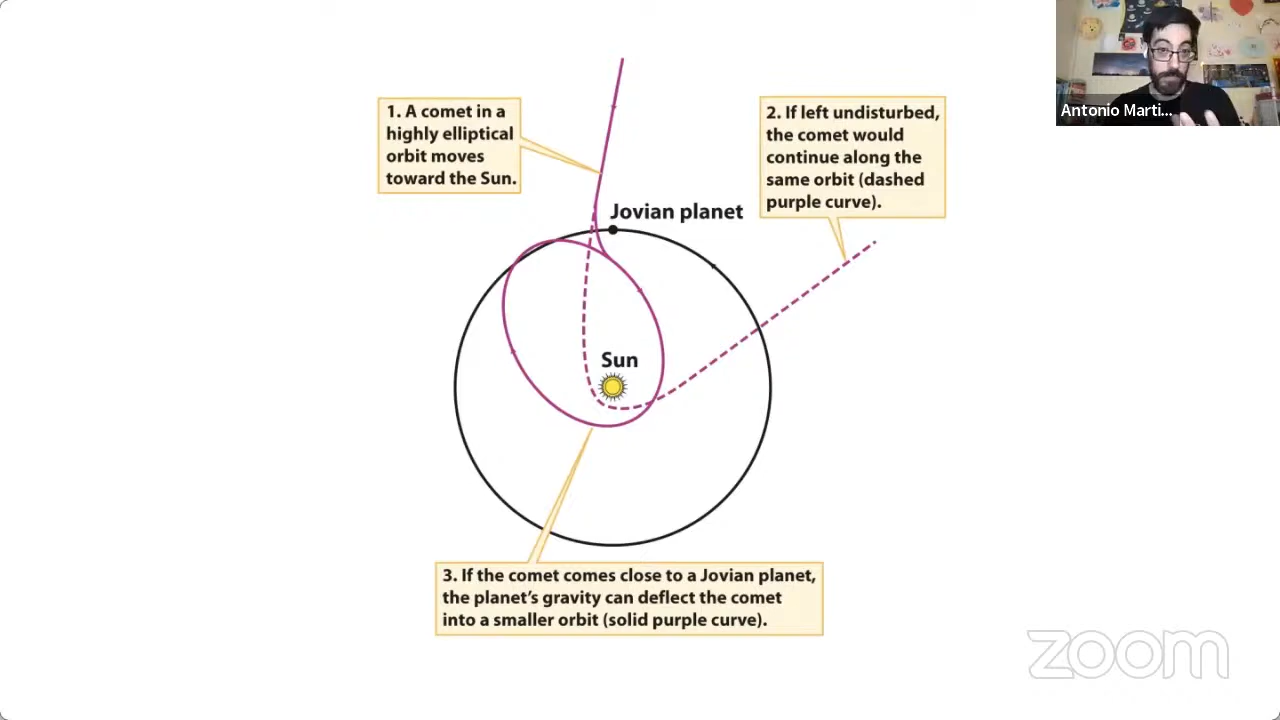 1. A comet in a
highly elliptical
orbit moves
toward the Sun.
2. If left undisturbed,
the comet would
continue along the
same orbit (dashed
purple curve).
Antonio Marti...
Jovian planet
Sun
3. If the comet comes close to a Jovian planet,
the planet's gravity can deflect the comet
into a smaller orbit (solid purple curve).
zoom